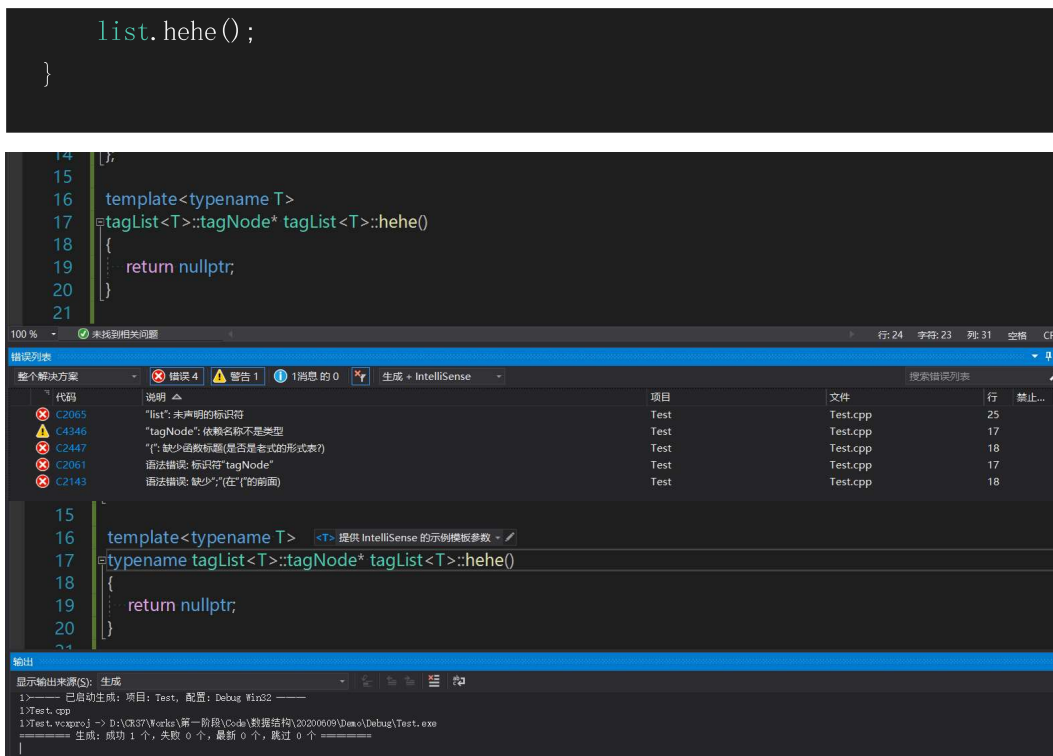 list.hehe();
}
14 };
15
16 template<typename T>
17 tagList<T>::tagNode* tagList<T>::hehe()
18 {
19 return nullptr;
20 }
21
100 % 未找到相关问题 行: 24 字符: 23 列: 31 空格 CF
错误列表
整个解决方案 错误 4 警告 1 1消息 的 0 生成 + IntelliSense 搜索错误列表
代码 说明 项目 文件 行 禁止...
C2065 "list": 未声明的标识符 Test Test.cpp 25
C4346 "tagNode": 依赖名称不是类型 Test Test.cpp 17
C2447 "{": 缺少函数标题(是否是老式的形式表?) Test Test.cpp 18
C2061 语法错误: 标识符"tagNode" Test Test.cpp 17
C2143 语法错误: 缺少";"(在"{"的前面) Test Test.cpp 18
15
16 template<typename T> <T> 提供 IntelliSense 的示例模板参数
17 typename tagList<T>::tagNode* tagList<T>::hehe()
18 {
19 return nullptr;
20 }
21
输出
显示输出来源(S): 生成
1>------ 已启动生成: 项目: Test, 配置: Debug Win32 ------
1>Test.cpp
1>Test.vcxproj -> D:\CR37\Works\第一阶段\Code\数据结构\20200609\Demo\Debug\Test.exe
========== 生成: 成功 1 个，失败 0 个，最新 0 个，跳过 0 个 ==========